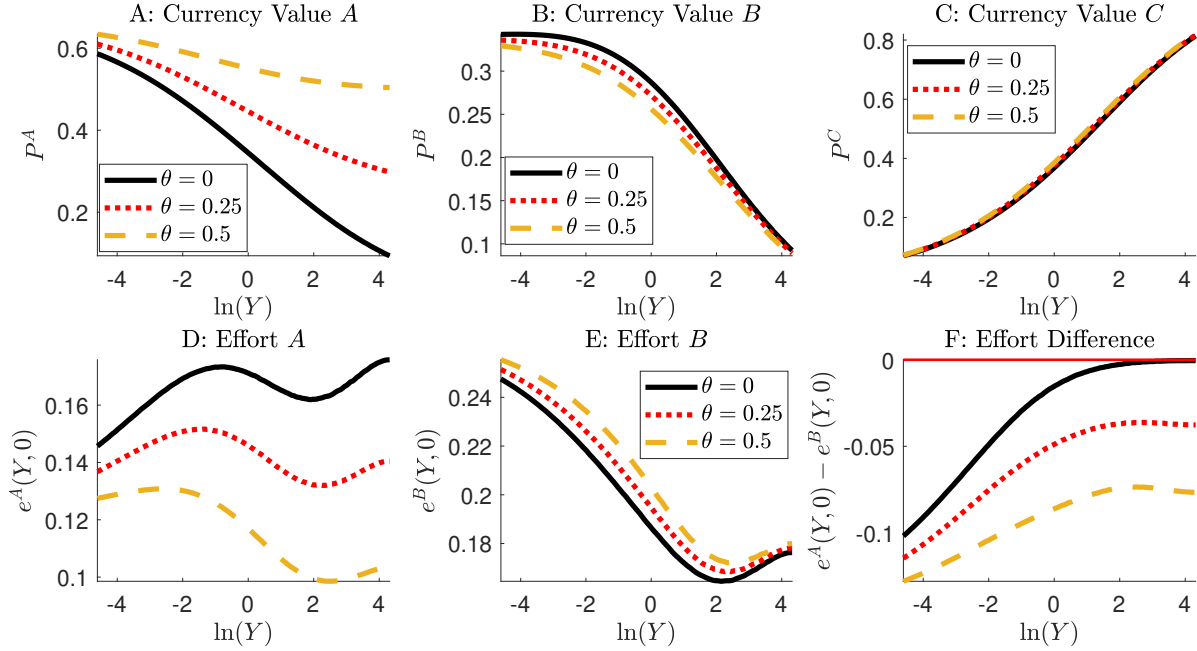 A: Currency Value A
B: Currency Value B
C: Currency Value C
P^A
0.6
0.4
0.2
θ = 0
θ = 0.25
θ = 0.5
-4 -2 0 2 4
ln(Y)
P^B
0.3
0.25
0.2
0.15
0.1
θ = 0
θ = 0.25
θ = 0.5
-4 -2 0 2 4
ln(Y)
P^C
0.8
0.6
0.4
0.2
θ = 0
θ = 0.25
θ = 0.5
-4 -2 0 2 4
ln(Y)
D: Effort A
E: Effort B
F: Effort Difference
e^A(Y, 0)
0.16
0.14
0.12
0.1
-4 -2 0 2 4
ln(Y)
e^B(Y, 0)
0.24
0.22
0.2
0.18
θ = 0
θ = 0.25
θ = 0.5
-4 -2 0 2 4
ln(Y)
e^A(Y, 0) − e^B(Y, 0)
0
-0.05
-0.1
-4 -2 0 2 4
ln(Y)